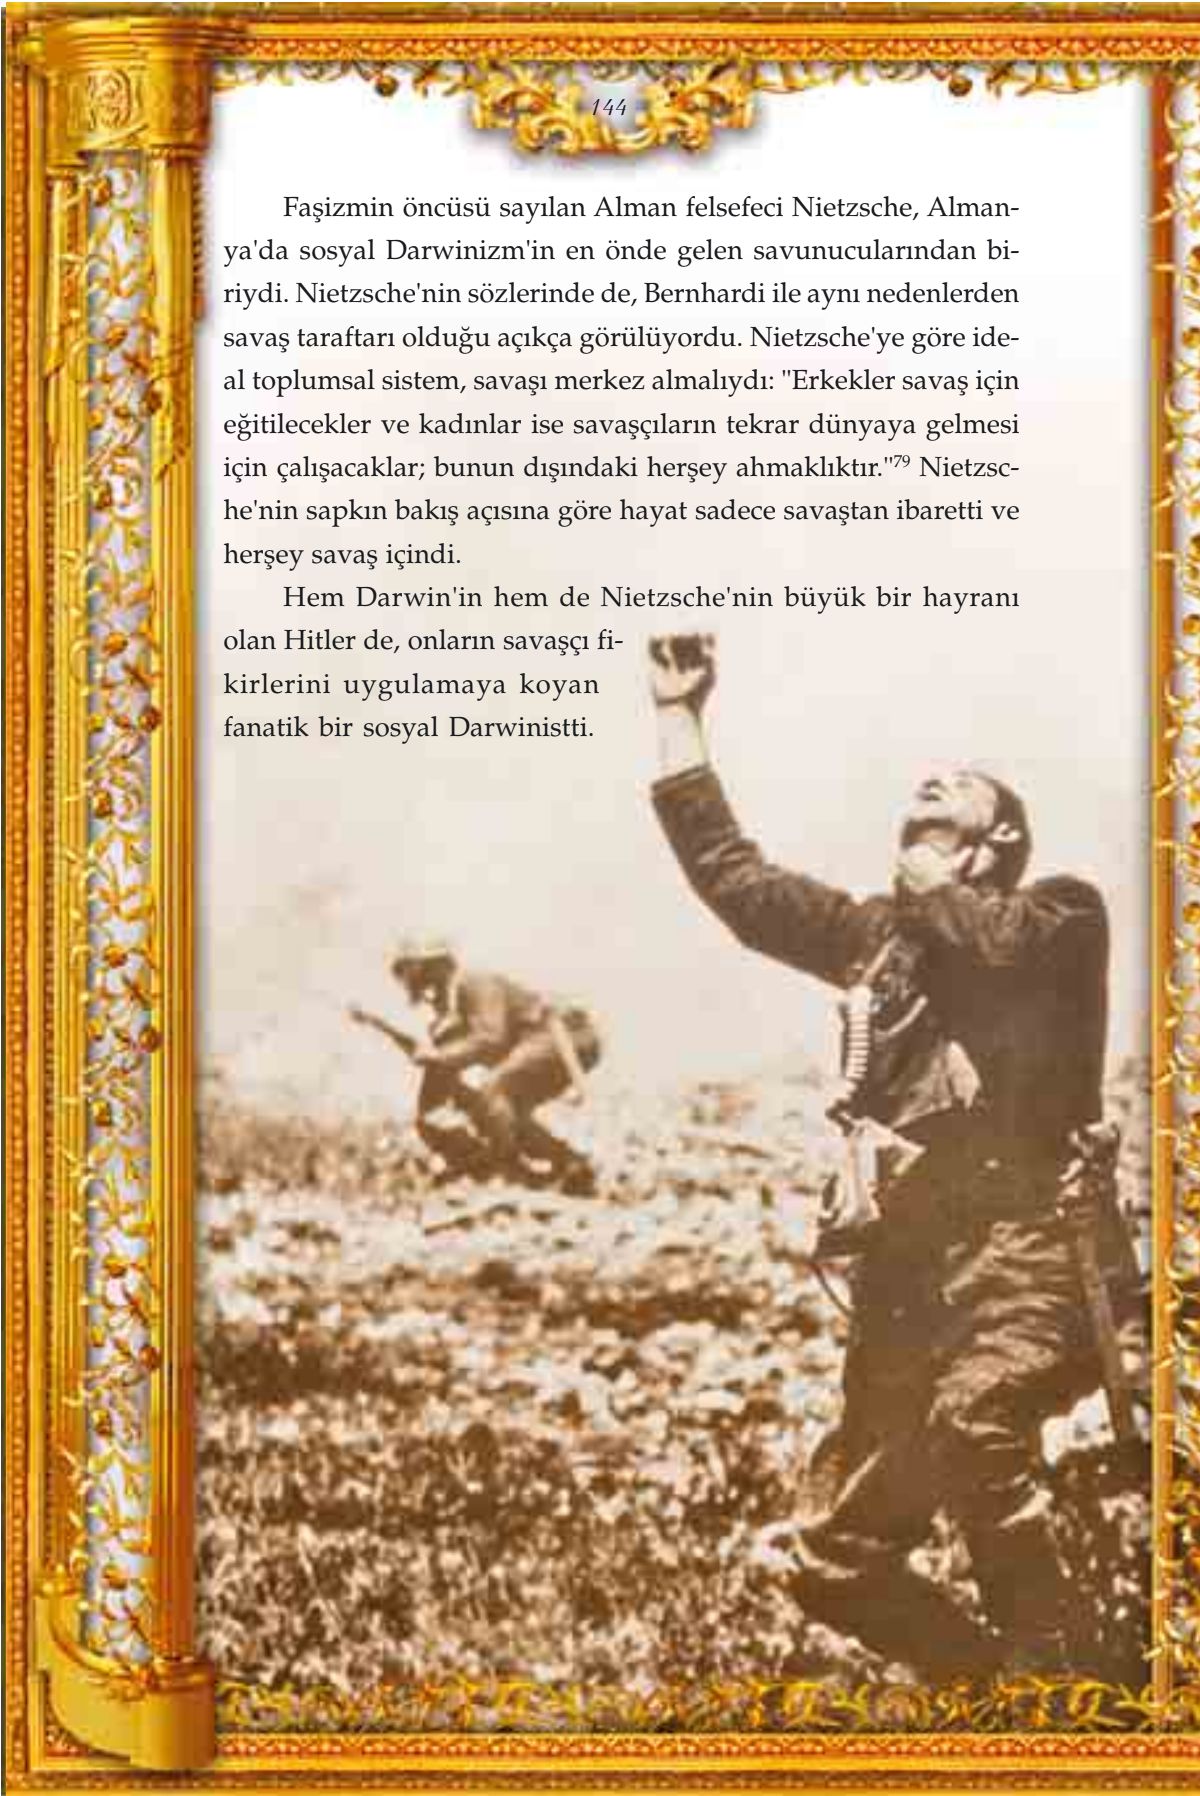 144
Faşizmin öncüsü sayılan Alman felsefeci Nietzsche, Alman-
ya'da sosyal Darwinizm'in en önde gelen savunucularından bi-
riydi. Nietzsche'nin sözlerinde de, Bernhardi ile aynı nedenlerden
savaş taraftarı olduğu açıkça görülüyordu. Nietzsche'ye göre ide-
al toplumsal sistem, savaşı merkez almalıydı: "Erkekler savaş için
eğitilecekler ve kadınlar ise savaşçıların tekrar dünyaya gelmesi
için çalışacaklar; bunun dışındaki herşey ahmaklıktır."79 Nietzsc-
he'nin sapkın bakış açısına göre hayat sadece savaştan ibaretti ve
herşey savaş içindi.
Hem Darwin'in hem de Nietzsche'nin büyük bir hayranı
olan Hitler de, onların savaşçı fi-
kirlerini uygulamaya koyan
fanatik bir sosyal Darwinistti.